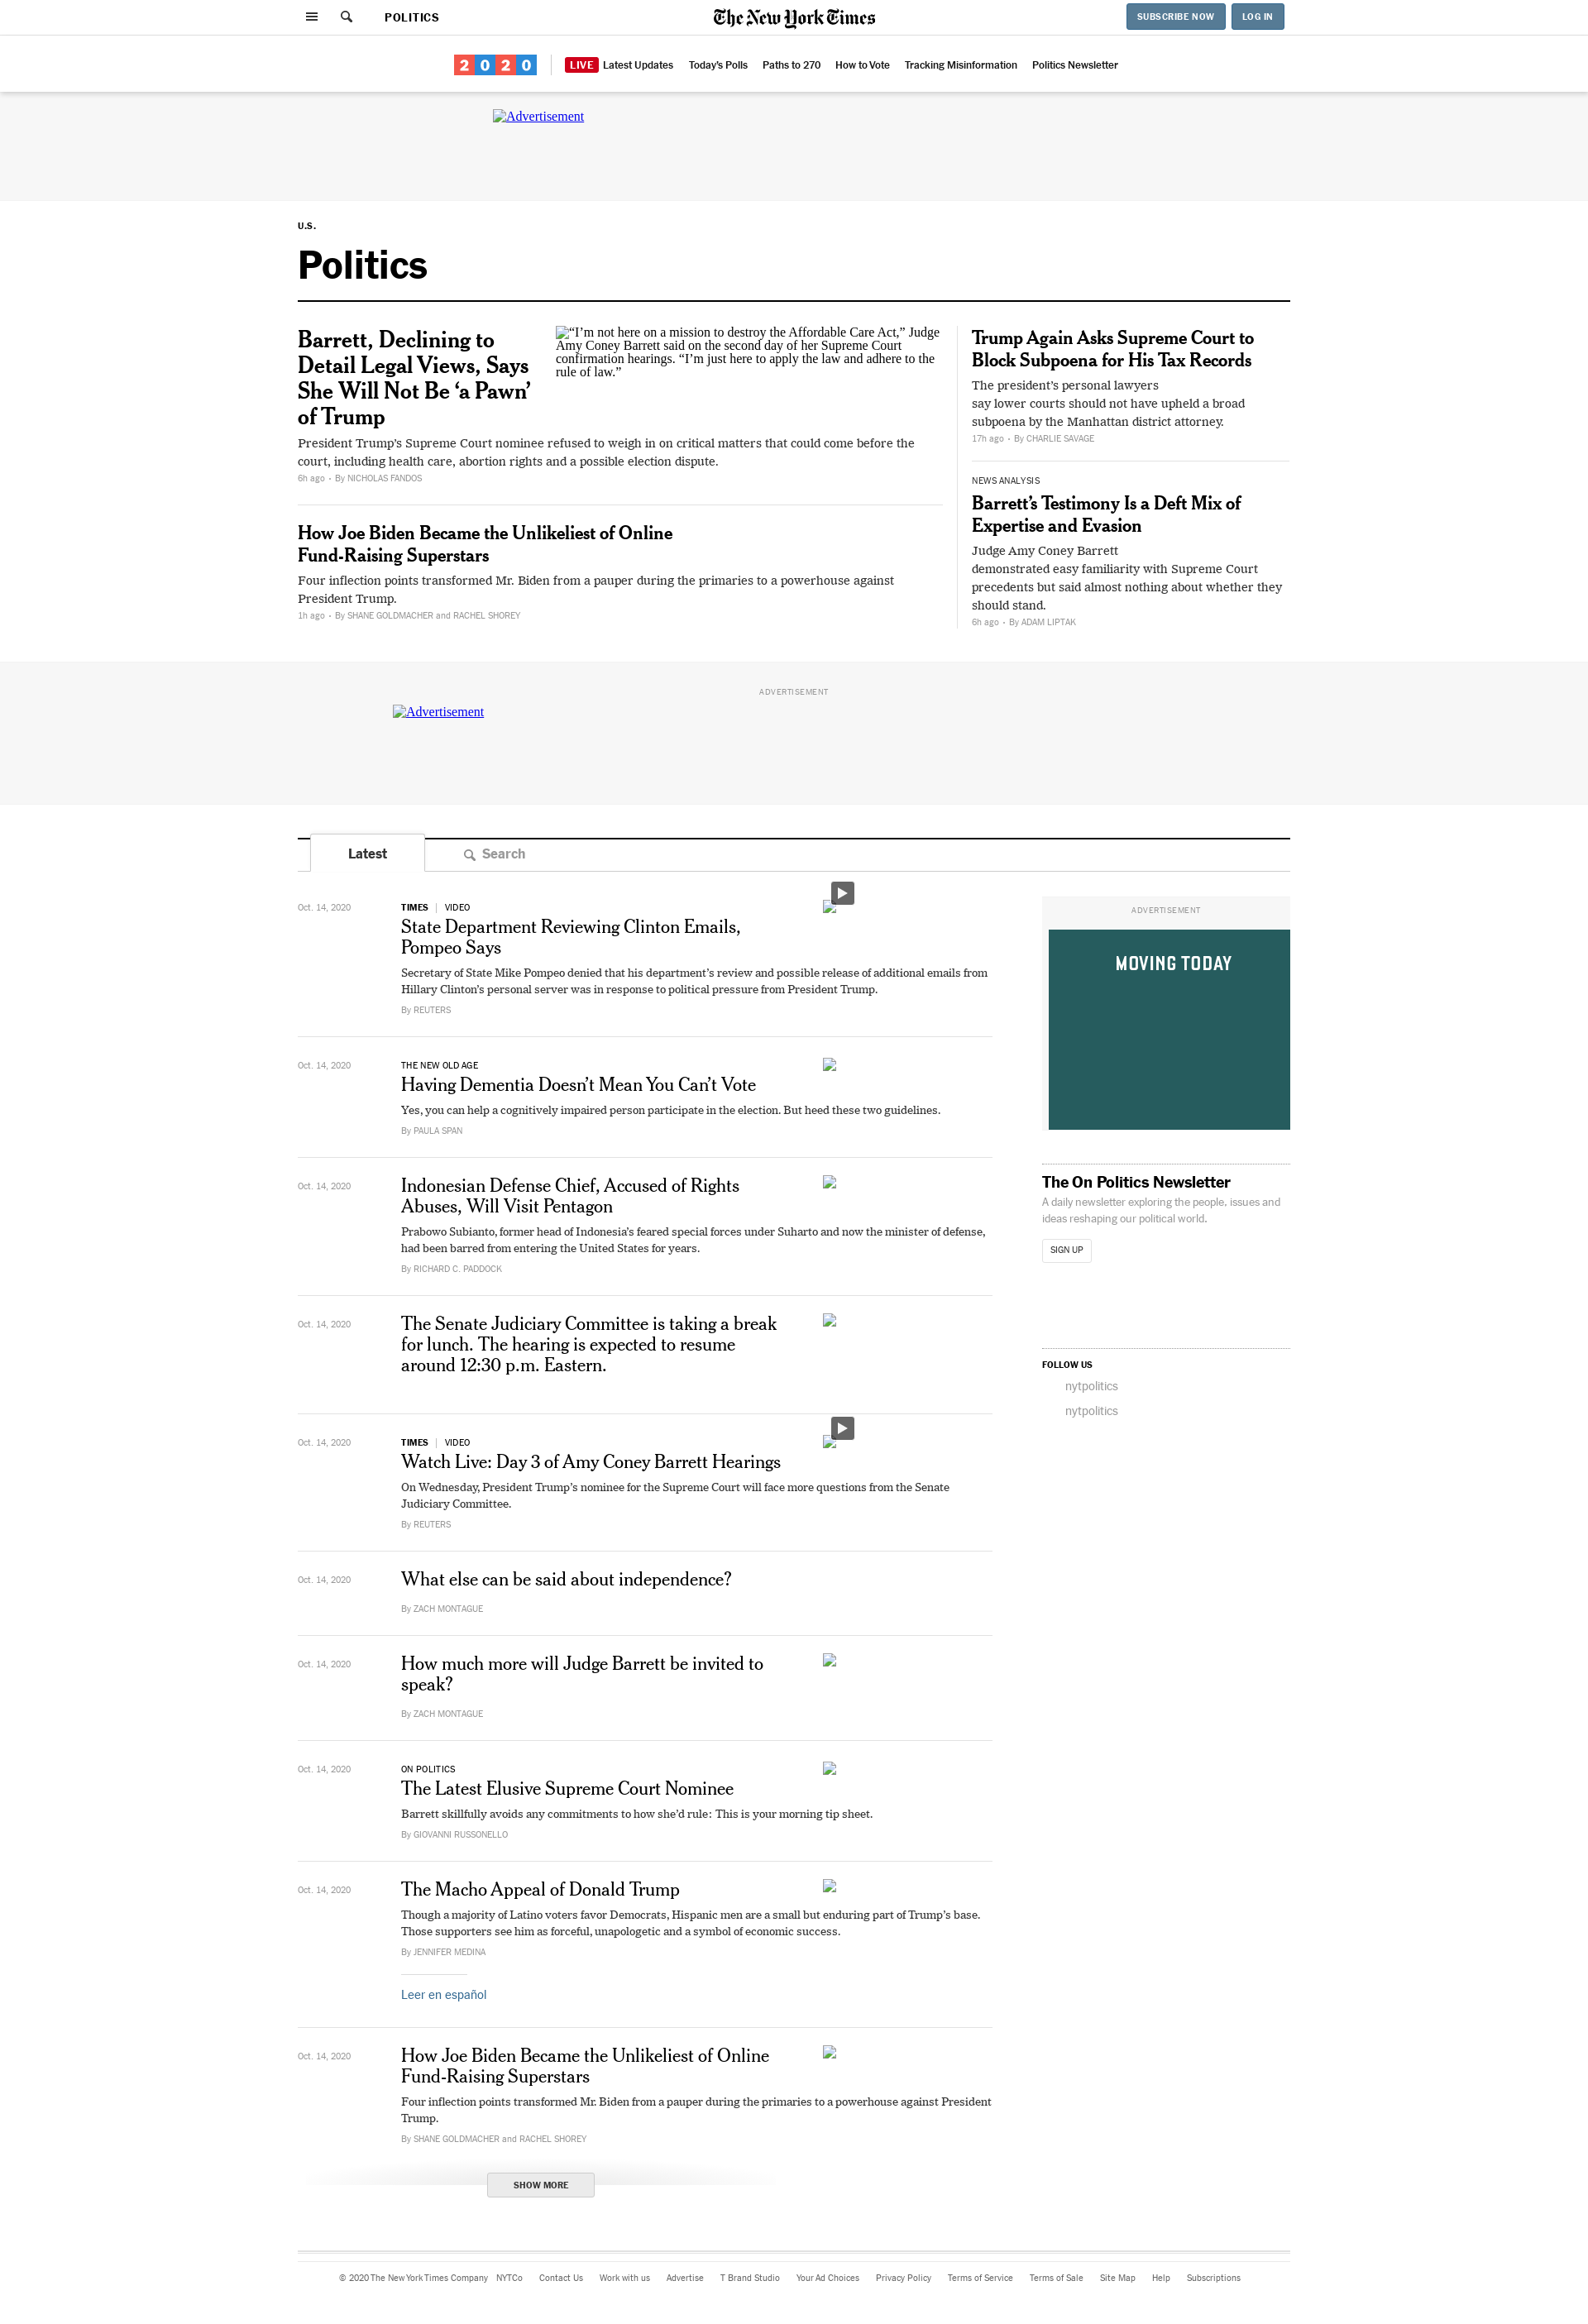 POLITICS
The New York Times
SUBSCRIBE NOW
LOG IN
2020
LIVE Latest Updates
Today's Polls
Paths to 270
How to Vote
Tracking Misinformation
Politics Newsletter
Advertisement
U.S.
Politics
Barrett, Declining to
Detail Legal Views, Says
She Will Not Be ‘a Pawn’
of Trump
“I’m not here on a mission to destroy the Affordable Care Act,” Judge
Amy Coney Barrett said on the second day of her Supreme Court
confirmation hearings. “I’m just here to apply the law and adhere to the
rule of law.”
President Trump’s Supreme Court nominee refused to weigh in on critical matters that could come before the
court, including health care, abortion rights and a possible election dispute.
6h ago • By NICHOLAS FANDOS
How Joe Biden Became the Unlikeliest of Online
Fund-Raising Superstars
Four inflection points transformed Mr. Biden from a pauper during the primaries to a powerhouse against
President Trump.
1h ago • By SHANE GOLDMACHER and RACHEL SHOREY
Trump Again Asks Supreme Court to
Block Subpoena for His Tax Records
The president’s personal lawyers
say lower courts should not have upheld a broad
subpoena by the Manhattan district attorney.
17h ago • By CHARLIE SAVAGE
NEWS ANALYSIS
Barrett’s Testimony Is a Deft Mix of
Expertise and Evasion
Judge Amy Coney Barrett
demonstrated easy familiarity with Supreme Court
precedents but said almost nothing about whether they
should stand.
6h ago • By ADAM LIPTAK
ADVERTISEMENT
Advertisement
Latest
Search
Oct. 14, 2020
TIMES | VIDEO
State Department Reviewing Clinton Emails,
Pompeo Says
Secretary of State Mike Pompeo denied that his department’s review and possible release of additional emails from
Hillary Clinton’s personal server was in response to political pressure from President Trump.
By REUTERS
Oct. 14, 2020
THE NEW OLD AGE
Having Dementia Doesn’t Mean You Can’t Vote
Yes, you can help a cognitively impaired person participate in the election. But heed these two guidelines.
By PAULA SPAN
Oct. 14, 2020
Indonesian Defense Chief, Accused of Rights
Abuses, Will Visit Pentagon
Prabowo Subianto, former head of Indonesia’s feared special forces under Suharto and now the minister of defense,
had been barred from entering the United States for years.
By RICHARD C. PADDOCK
Oct. 14, 2020
The Senate Judiciary Committee is taking a break
for lunch. The hearing is expected to resume
around 12:30 p.m. Eastern.
Oct. 14, 2020
TIMES | VIDEO
Watch Live: Day 3 of Amy Coney Barrett Hearings
On Wednesday, President Trump’s nominee for the Supreme Court will face more questions from the Senate
Judiciary Committee.
By REUTERS
Oct. 14, 2020
What else can be said about independence?
By ZACH MONTAGUE
Oct. 14, 2020
How much more will Judge Barrett be invited to
speak?
By ZACH MONTAGUE
Oct. 14, 2020
ON POLITICS
The Latest Elusive Supreme Court Nominee
Barrett skillfully avoids any commitments to how she’d rule: This is your morning tip sheet.
By GIOVANNI RUSSONELLO
Oct. 14, 2020
The Macho Appeal of Donald Trump
Though a majority of Latino voters favor Democrats, Hispanic men are a small but enduring part of Trump’s base.
Those supporters see him as forceful, unapologetic and a symbol of economic success.
By JENNIFER MEDINA
Leer en español
Oct. 14, 2020
How Joe Biden Became the Unlikeliest of Online
Fund-Raising Superstars
Four inflection points transformed Mr. Biden from a pauper during the primaries to a powerhouse against President
Trump.
By SHANE GOLDMACHER and RACHEL SHOREY
SHOW MORE
ADVERTISEMENT
MOVING TODAY
The On Politics Newsletter
A daily newsletter exploring the people, issues and
ideas reshaping our political world.
SIGN UP
FOLLOW US
nytpolitics
nytpolitics
© 2020 The New York Times Company
NYTCo
Contact Us
Work with us
Advertise
T Brand Studio
Your Ad Choices
Privacy Policy
Terms of Service
Terms of Sale
Site Map
Help
Subscriptions